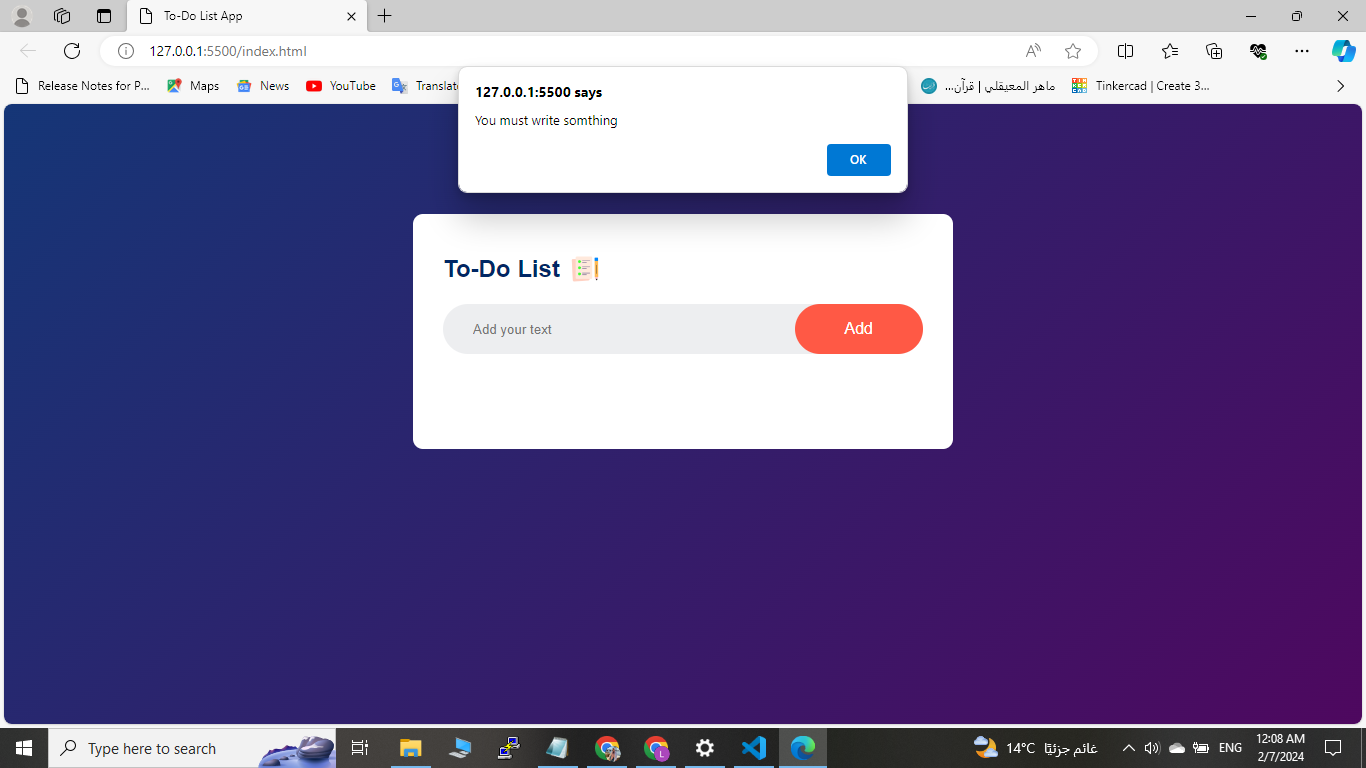 To-Do List App
127.0.0.1:5500/index.html
Release Notes for P...
Maps
News
YouTube
Translate
ماهر المعيقلي | قرآن...
Tinkercad | Create 3...
127.0.0.1:5500 says
You must write somthing
OK
To-Do List
Add your text
Add
Type here to search
14°C غائم جزئيًا
ENG
12:08 AM
2/7/2024